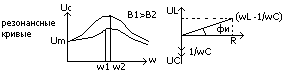 Uc
резонансные
кривые
Um
B1>B2
w1 w2
w
UL
(wL -1/wC)
фи
R
1/wC
UC